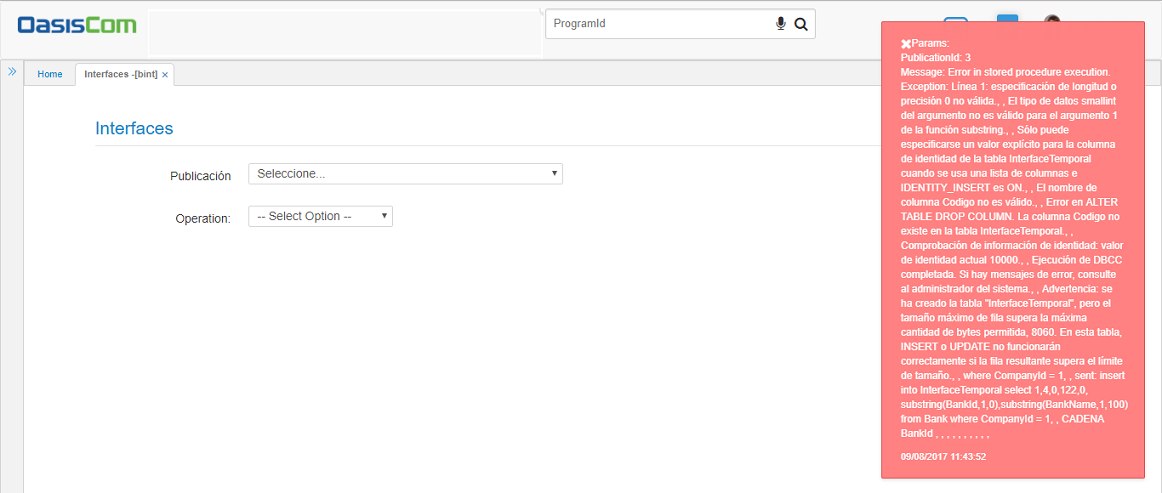 OasisCom
ProgramId
Home
Interfaces -[bint] ×
Interfaces
Publicación
Seleccione...
Operation:
-- Select Option --
Params:
PublicationId: 3
Message: Error in stored procedure execution.
Exception: Línea 1: especificación de longitud o
precisión 0 no válida., , El tipo de datos smallint
del argumento no es válido para el argumento 1
de la función substring., , Sólo puede
especificarse un valor explícito para la columna
de identidad de la tabla InterfaceTemporal
cuando se usa una lista de columnas e
IDENTITY_INSERT es ON., , El nombre de
columna Codigo no es válido., , Error en ALTER
TABLE DROP COLUMN. La columna Codigo no
existe en la tabla InterfaceTemporal., ,
Comprobación de información de identidad: valor
de identidad actual 10000., , Ejecución de DBCC
completada. Si hay mensajes de error, consulte
al administrador del sistema., , Advertencia: se
ha creado la tabla "InterfaceTemporal", pero el
tamaño máximo de fila supera la máxima
cantidad de bytes permitida, 8060. En esta tabla,
INSERT o UPDATE no funcionarán
correctamente si la fila resultante supera el límite
de tamaño., , where CompanyId = 1, , sent: insert
into InterfaceTemporal select 1,4,0,122,0,
substring(BankId,1,0),substring(BankName,1,100)
from Bank where CompanyId = 1, , CADENA
BankId , , , , , , , , , ,
09/08/2017 11:43:52